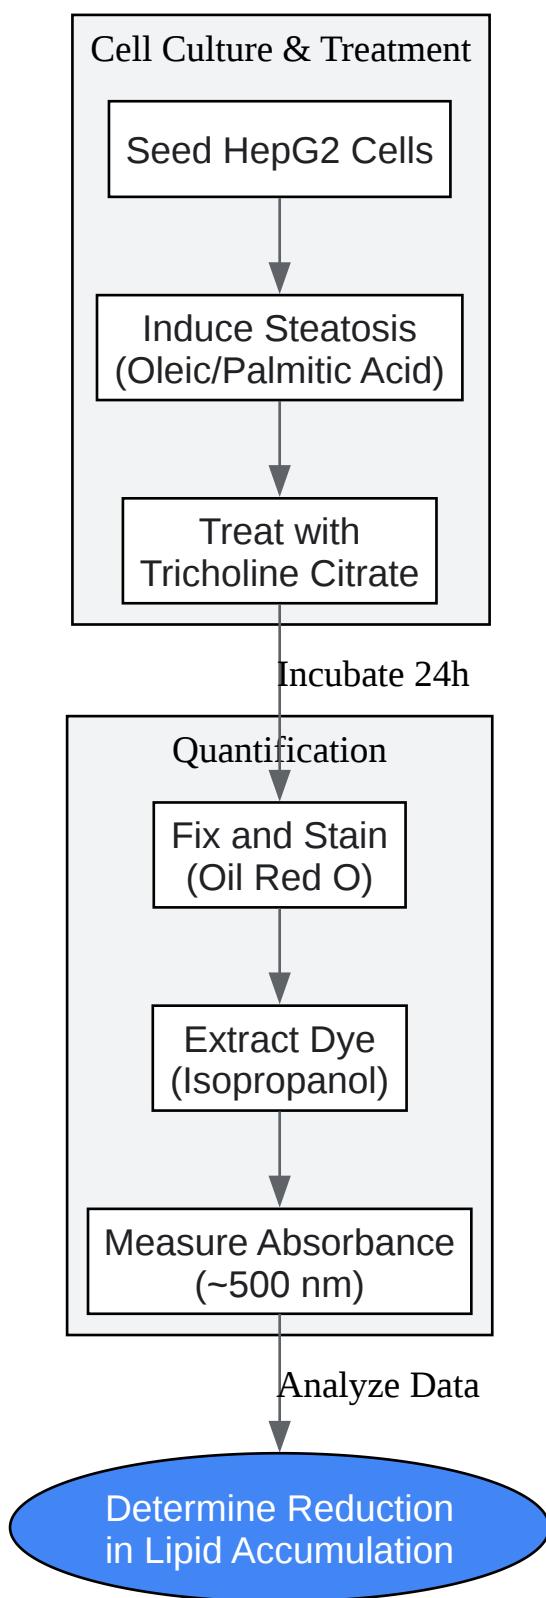 Cell Culture & Treatment
Seed HepG2 Cells
Induce Steatosis
(Oleic/Palmitic Acid)
Treat with
Tricholine Citrate
Incubate 24h
Quantification
Fix and Stain
(Oil Red O)
Extract Dye
(Isopropanol)
Measure Absorbance
(~500 nm)
Analyze Data
Determine Reduction
in Lipid Accumulation